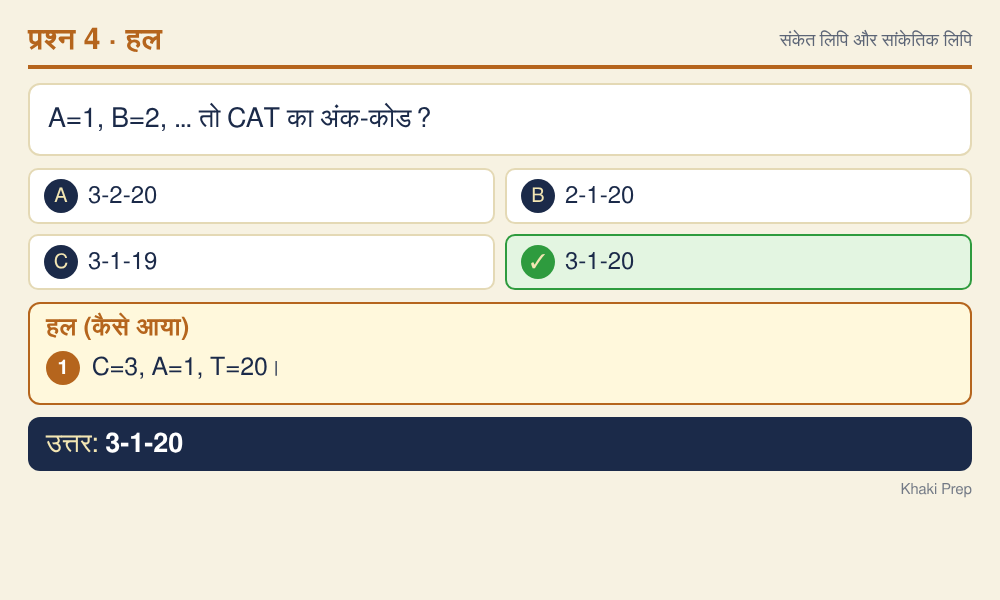 प्रश्न 4 · हल
संकेत लिपि और सांकेतिक लिपि
A=1, B=2, ... तो CAT का अंक-कोड ?
A 3-2-20
B 2-1-20
C 3-1-19
✓ 3-1-20
हल (कैसे आया)
1 C=3, A=1, T=20।
उत्तर: 3-1-20
Khaki Prep